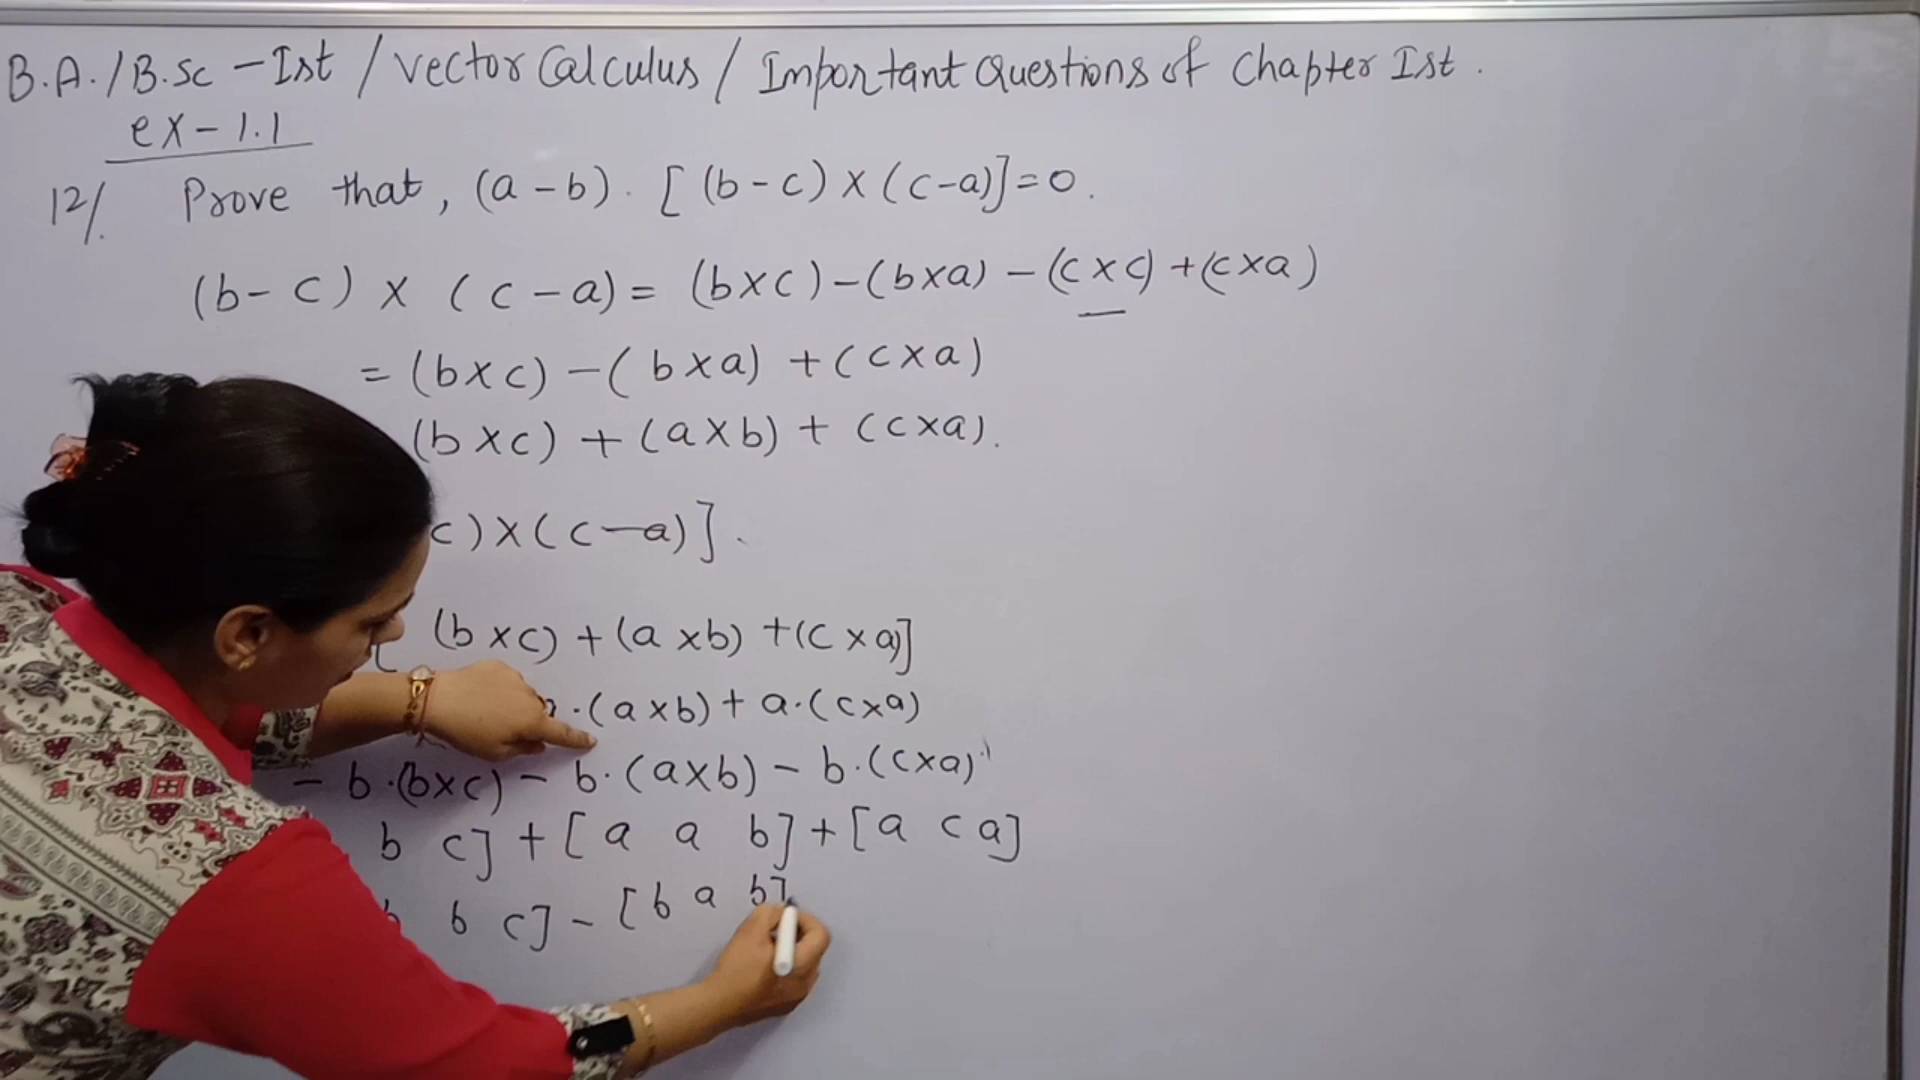 B.A./B.Sc - Ist / Vector Calculus / Important Questions of Chapter Ist.
ex - 1.1
12/. Prove that, (a - b). [(b - c) × (c - a)] = 0.
(b - c) × (c - a) = (b × c) - (b × a) - (c × c) + (c × a)
= (b × c) - (b × a) + (c × a)
(b × c) + (a × b) + (c × a).
c) × (c - a)].
[(b × c) + (a × b) + (c × a)]
. (a × b) + a . (c × a)
- b . (b × c) - b . (a × b) - b . (c × a)
b c] + [a a b] + [a c a]
b c] - [b a b]